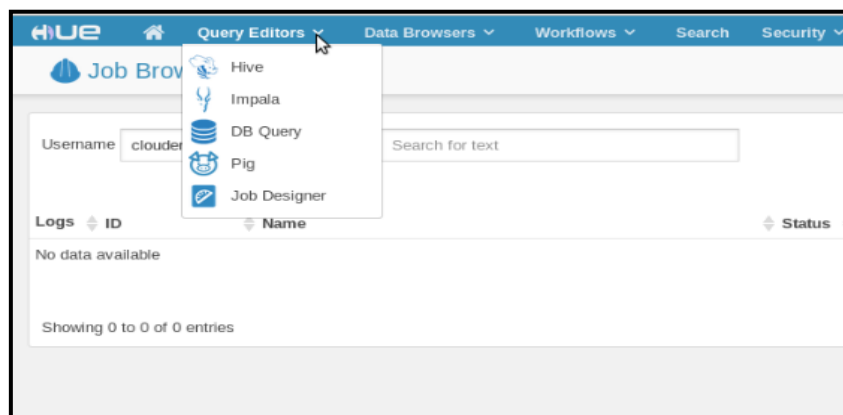 HUE Query Editors Data Browsers Workflows Search Security
Job Brow
Hive
Impala
DB Query
Pig
Job Designer
Username clouder Search for text
Logs ID Name Status
No data available
Showing 0 to 0 of 0 entries